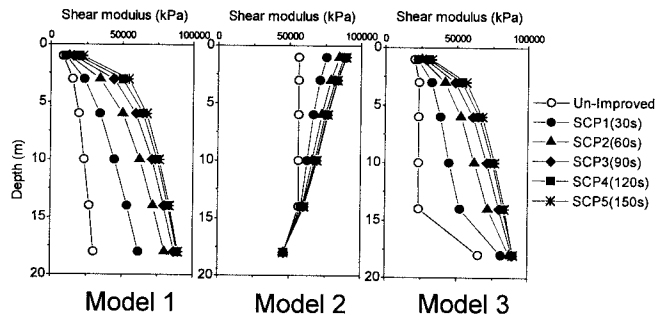 Shear modulus (kPa) Shear modulus (kPa) Shear modulus (kPa)
0 50000 100000 0 50000 100000 0 50000 100000
0
5
10
15
20
Depth (m)
0
5
10
15
20
0
5
10
15
20
Un-Improved
SCP1(30s)
SCP2(60s)
SCP3(90s)
SCP4(120s)
SCP5(150s)
Model 1 Model 2 Model 3